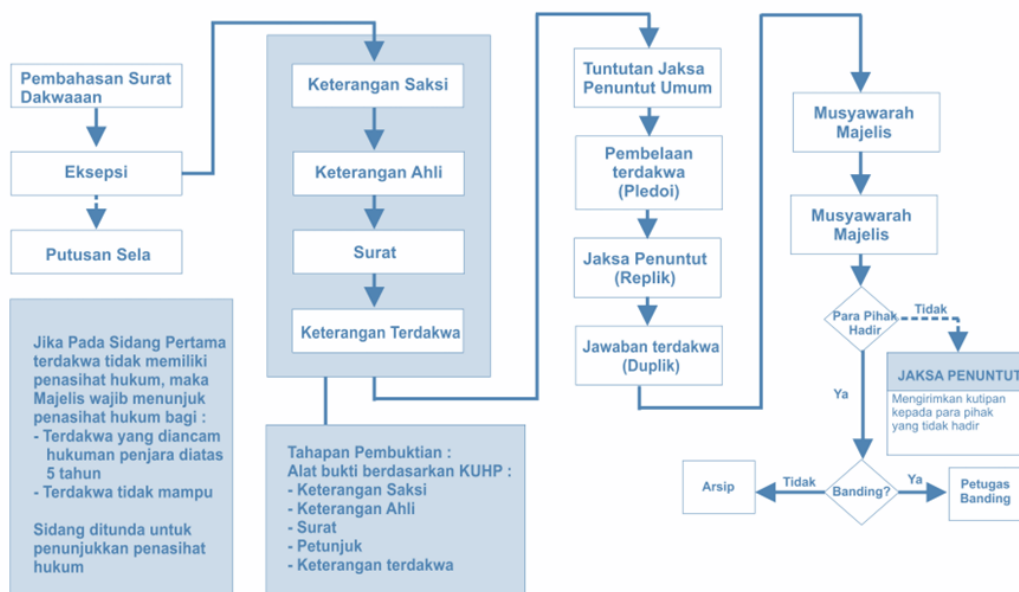 Pembahasan Surat
Dakwaaan
Eksepsi
Putusan Sela
Jika Pada Sidang Pertama
terdakwa tidak memiliki
penasihat hukum, maka
Majelis wajib menunjuk
penasihat hukum bagi :
- Terdakwa yang diancam
hukuman penjara diatas
5 tahun
- Terdakwa tidak mampu
Sidang ditunda untuk
penunjukkan penasihat
hukum
Keterangan Saksi
Keterangan Ahli
Surat
Keterangan Terdakwa
Tahapan Pembuktian :
Alat bukti berdasarkan KUHP :
- Keterangan Saksi
- Keterangan Ahli
- Surat
- Petunjuk
- Keterangan terdakwa
Tuntutan Jaksa
Penuntut Umum
Pembelaan
terdakwa
(Pledoi)
Jaksa Penuntut
(Replik)
Jawaban terdakwa
(Duplik)
Musyawarah
Majelis
Musyawarah
Majelis
Para Pihak
Hadir
Tidak
JAKSA PENUNTUT
Mengirimkan kutipan
kepada para pihak
yang tidak hadir
Ya
Banding?
Tidak
Arsip
Ya
Petugas
Banding